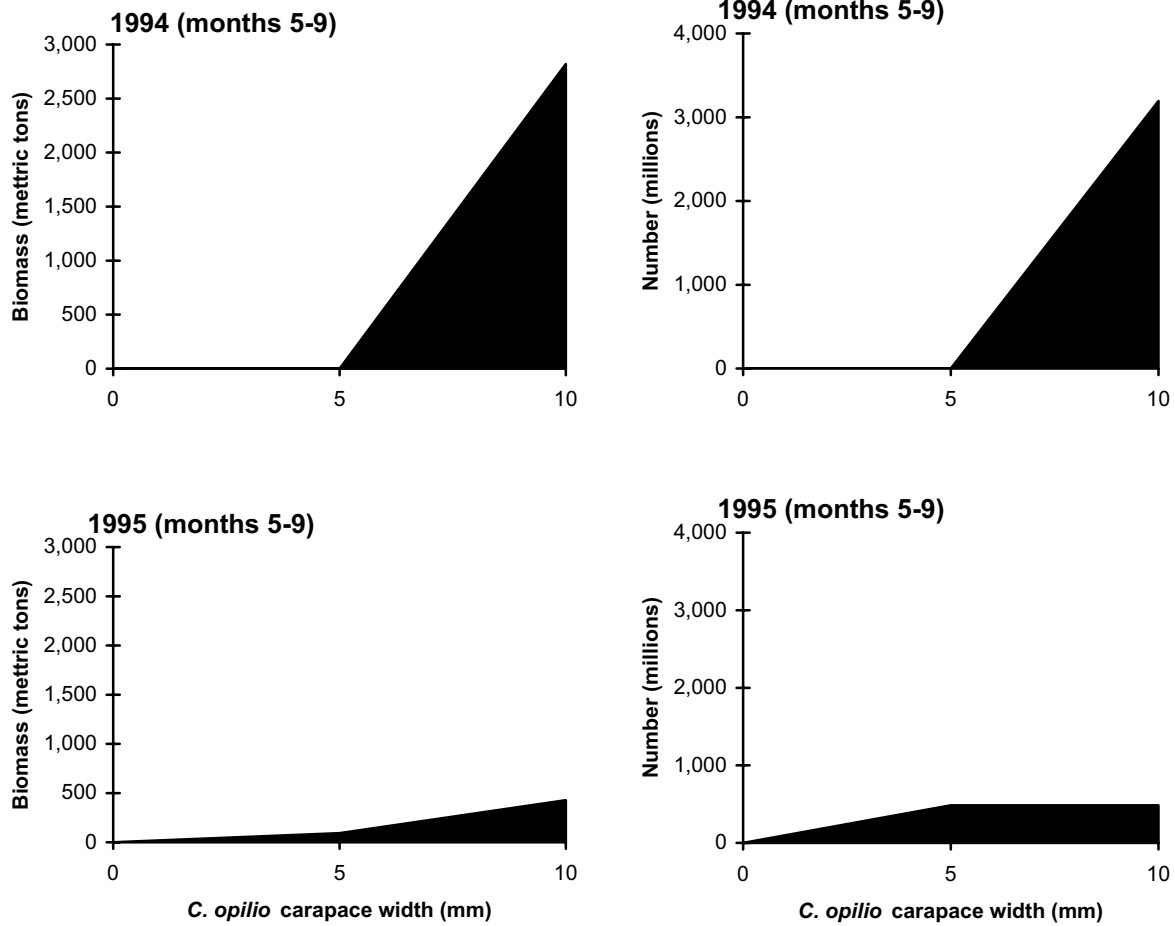 1994 (months 5-9)
3,000
2,500
2,000
1,500
1,000
500
0
Biomass (mettric tons)
0 5 10
1994 (months 5-9)
4,000
3,000
2,000
1,000
0
Number (millions)
0 5 10
1995 (months 5-9)
3,000
2,500
2,000
1,500
1,000
500
0
Biomass (mettric tons)
0 5 10
C. opilio carapace width (mm)
1995 (months 5-9)
4,000
3,000
2,000
1,000
0
Number (millions)
0 5 10
C. opilio carapace width (mm)